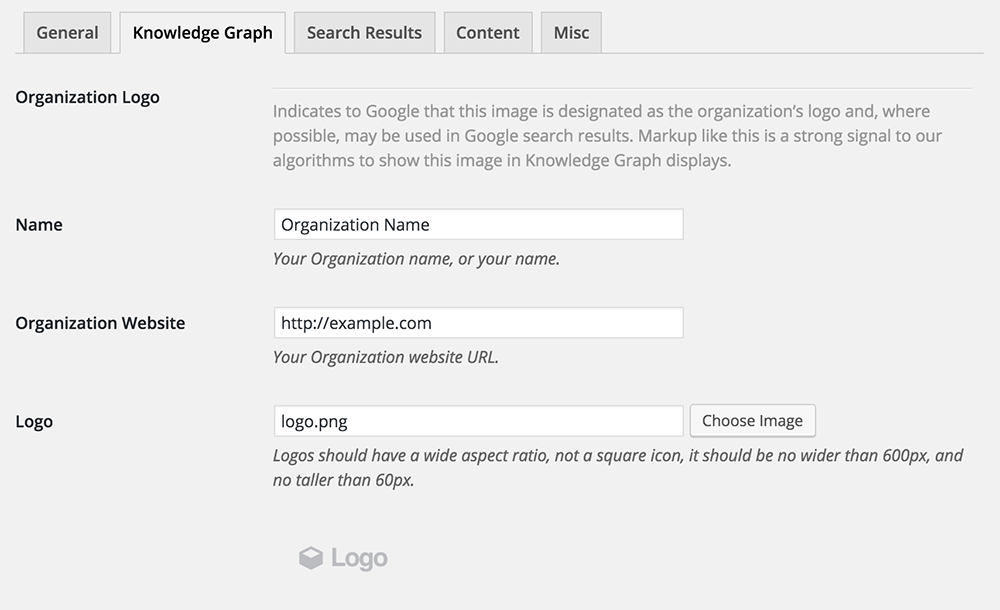 General Knowledge Graph Search Results Content Misc
Organization Logo
Indicates to Google that this image is designated as the organization’s logo and, where
possible, may be used in Google search results. Markup like this is a strong signal to our
algorithms to show this image in Knowledge Graph displays.
Name Organization Name
Your Organization name, or your name.
Organization Website http://example.com
Your Organization website URL.
Logo logo.png Choose Image
Logos should have a wide aspect ratio, not a square icon, it should be no wider than 600px, and
no taller than 60px.
Logo